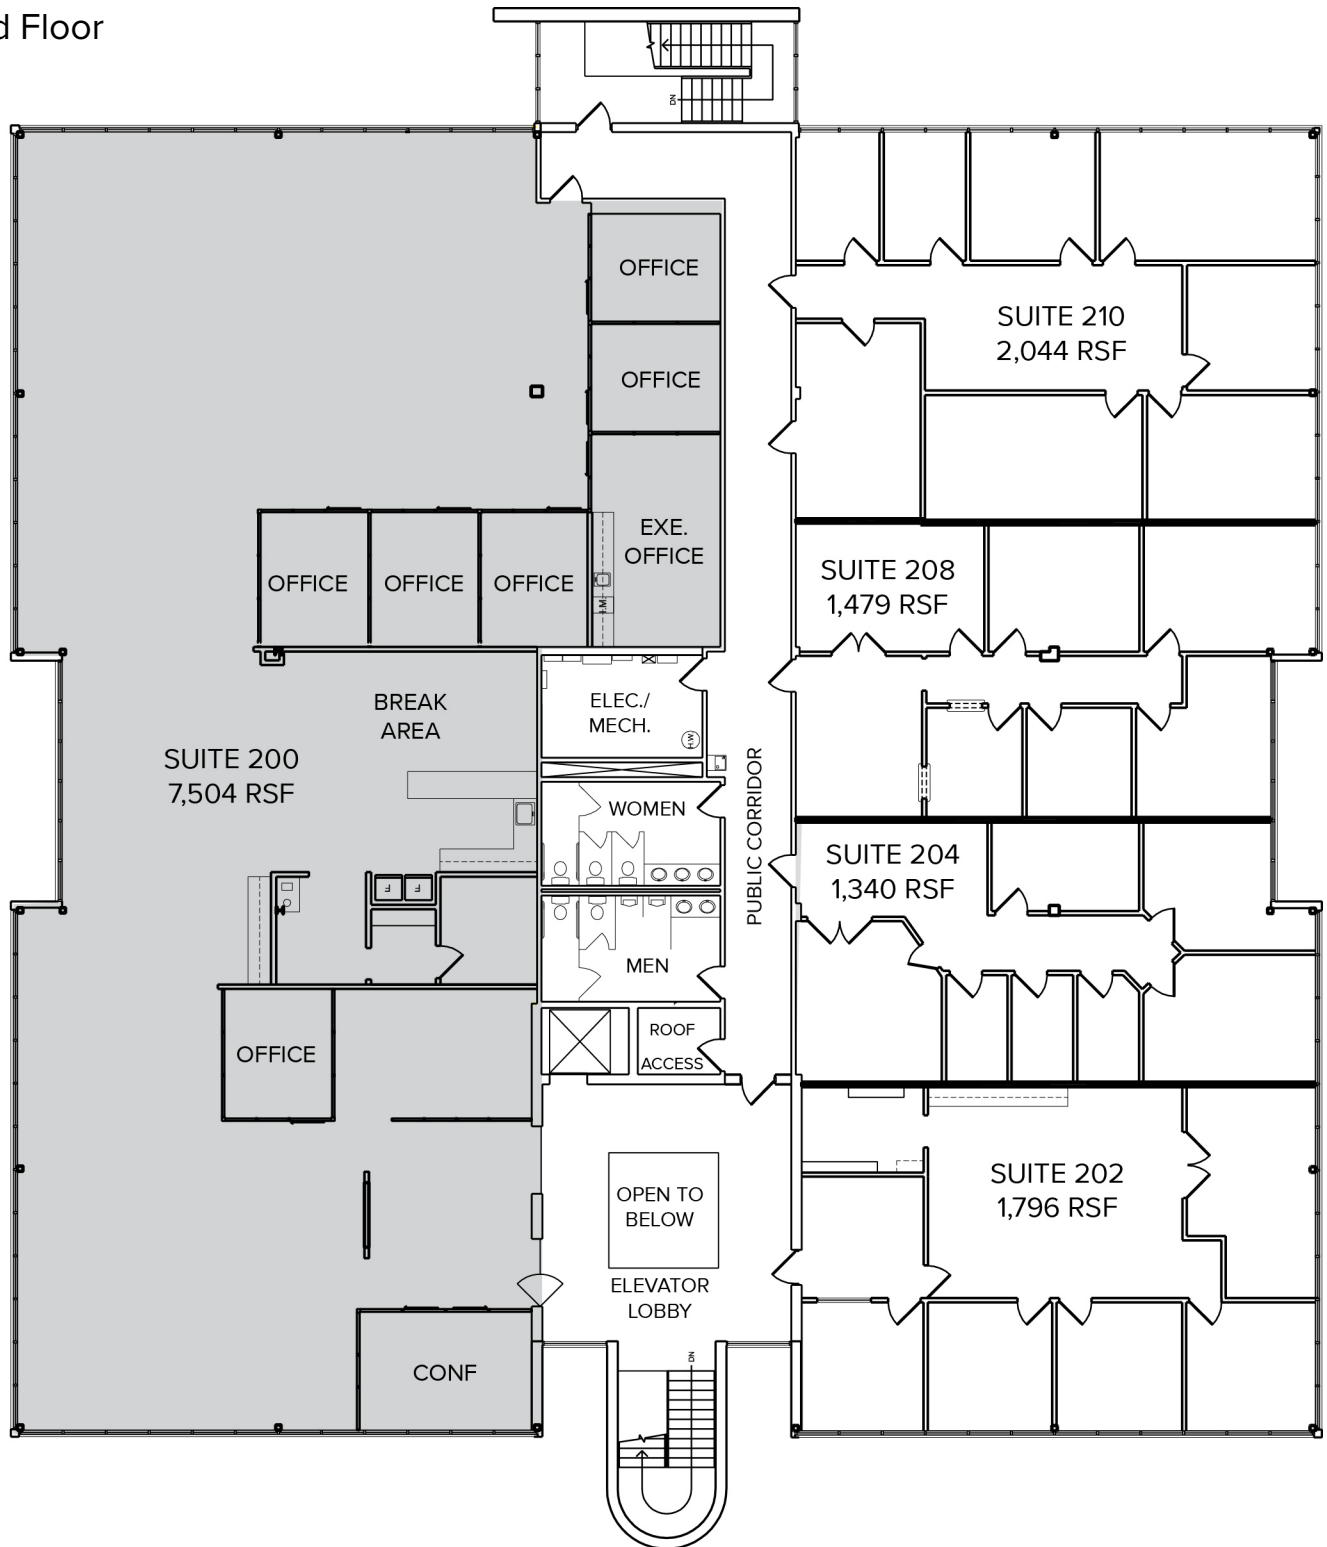 d Floor
DN
OFFICE
OFFICE
EXE.
OFFICE
OFFICE
OFFICE
OFFICE
I.M.
SUITE 210
2,044 RSF
SUITE 208
1,479 RSF
BREAK
AREA
ELEC./
MECH.
H.W
SUITE 200
7,504 RSF
WOMEN
PUBLIC CORRIDOR
SUITE 204
1,340 RSF
MEN
ROOF
ACCESS
OFFICE
OPEN TO
BELOW
SUITE 202
1,796 RSF
ELEVATOR
LOBBY
CONF
DN